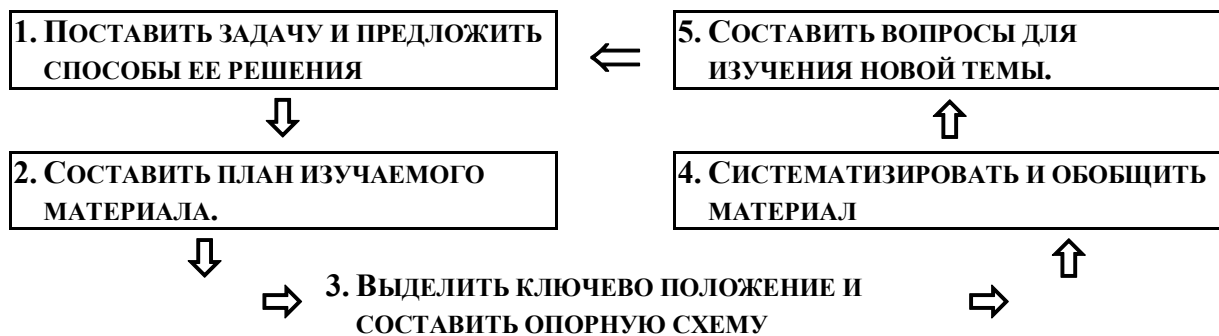 1. Поставить задачу и предложить
способы ее решения
2. Составить план изучаемого
материала.
3. Выделить ключево положение и
составить опорную схему
4. Систематизировать и обобщить
материал
5. Составить вопросы для
изучения новой темы.